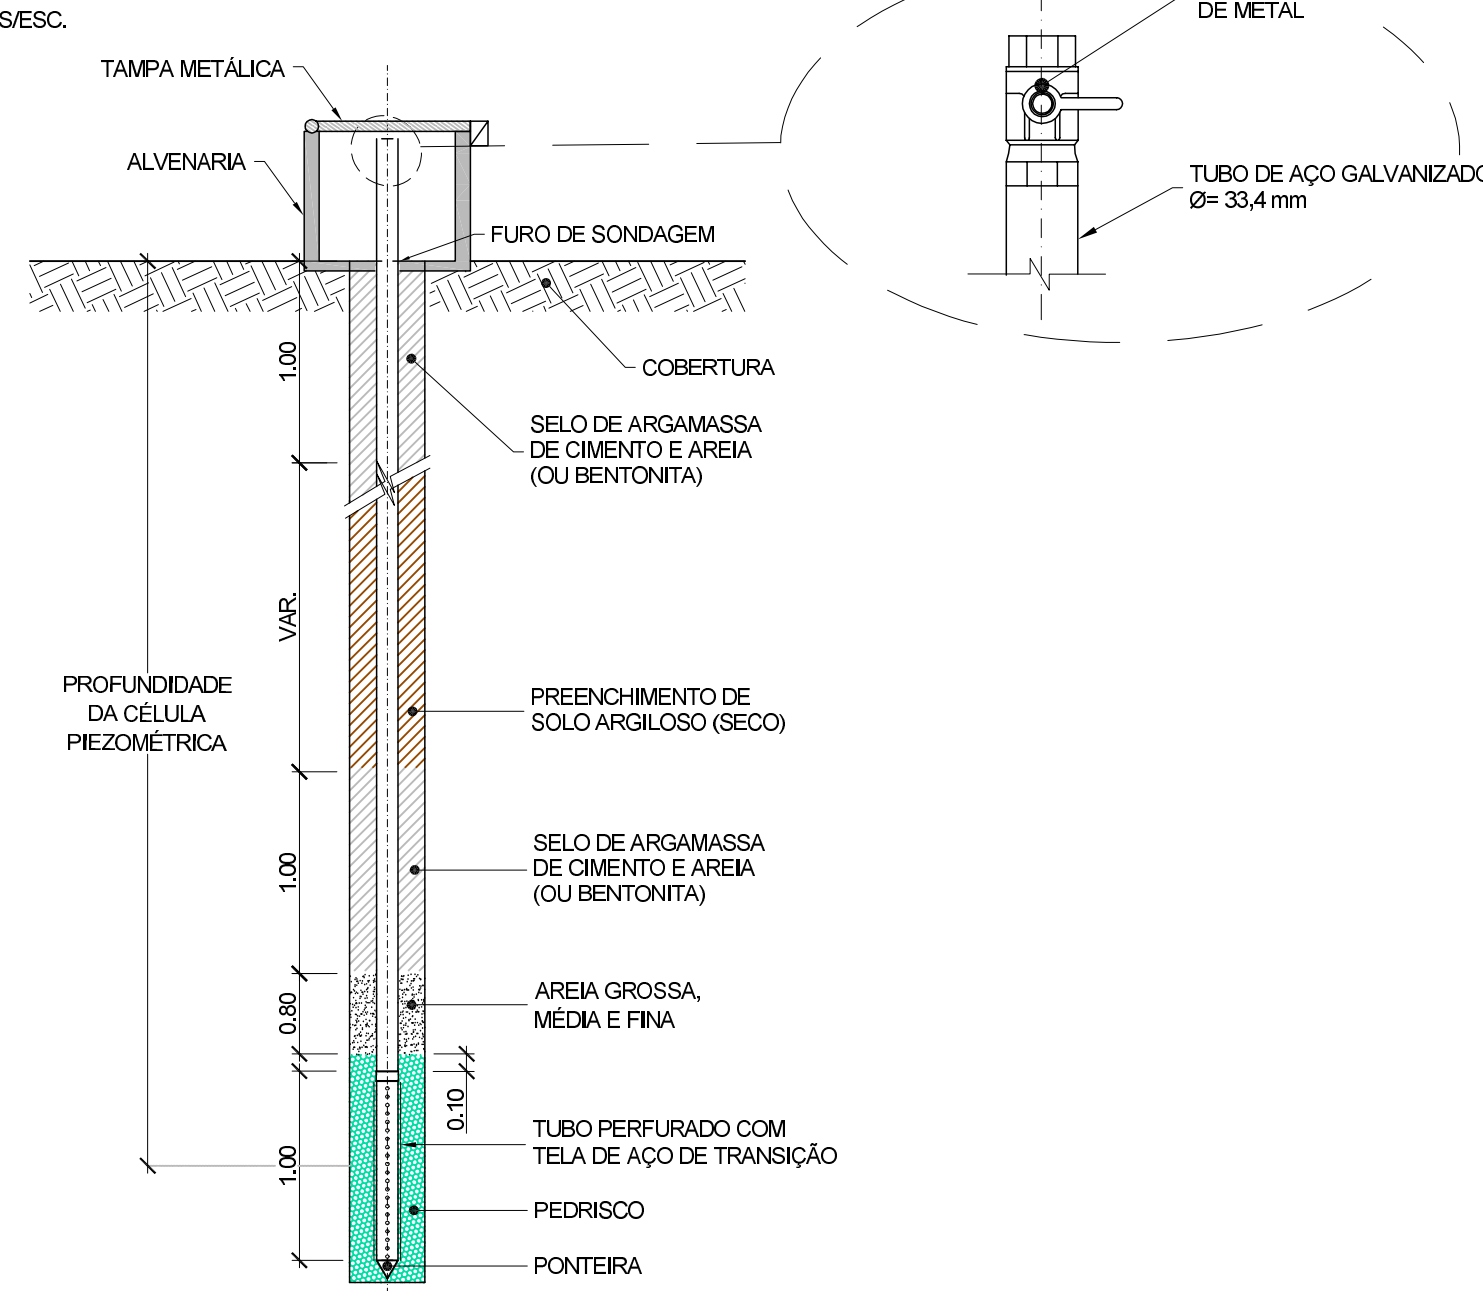 S/ESC.
DE METAL
TAMPA METÁLICA
ALVENARIA
TUBO DE AÇO GALVANIZADO
Ø= 33,4 mm
FURO DE SONDAGEM
1.00
COBERTURA
SELO DE ARGAMASSA
DE CIMENTO E AREIA
(OU BENTONITA)
VAR.
PROFUNDIDADE
DA CÉLULA
PIEZOMÉTRICA
PREENCHIMENTO DE
SOLO ARGILOSO (SECO)
1.00
SELO DE ARGAMASSA
DE CIMENTO E AREIA
(OU BENTONITA)
0.80
AREIA GROSSA,
MÉDIA E FINA
0.10
1.00
TUBO PERFURADO COM
TELA DE AÇO DE TRANSIÇÃO
PEDRISCO
PONTEIRA